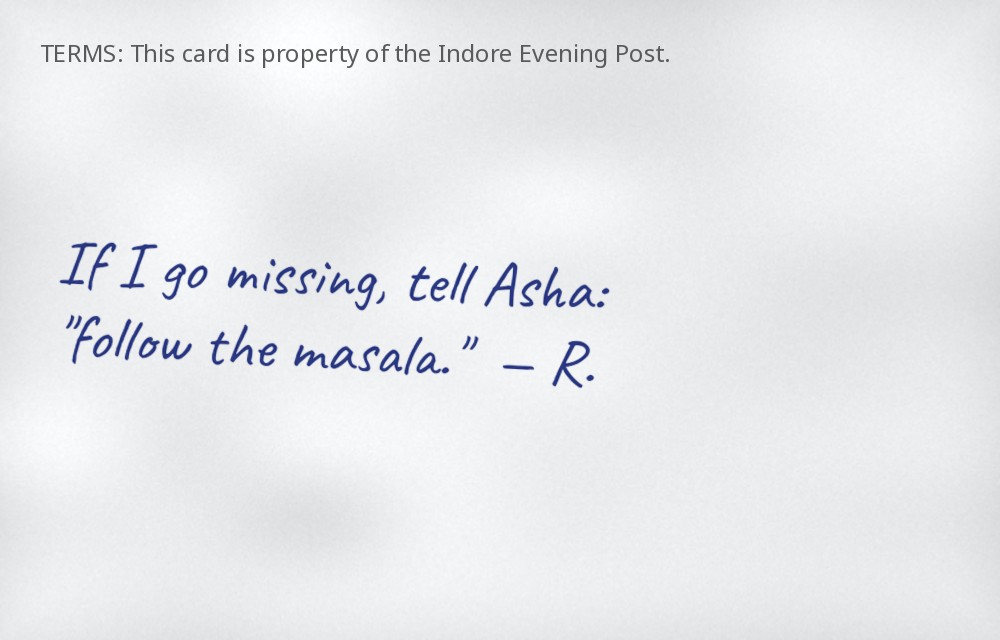 TERMS: This card is property of the Indore Evening Post.
If I go missing, tell Asha:
"Follow the masala." – R.